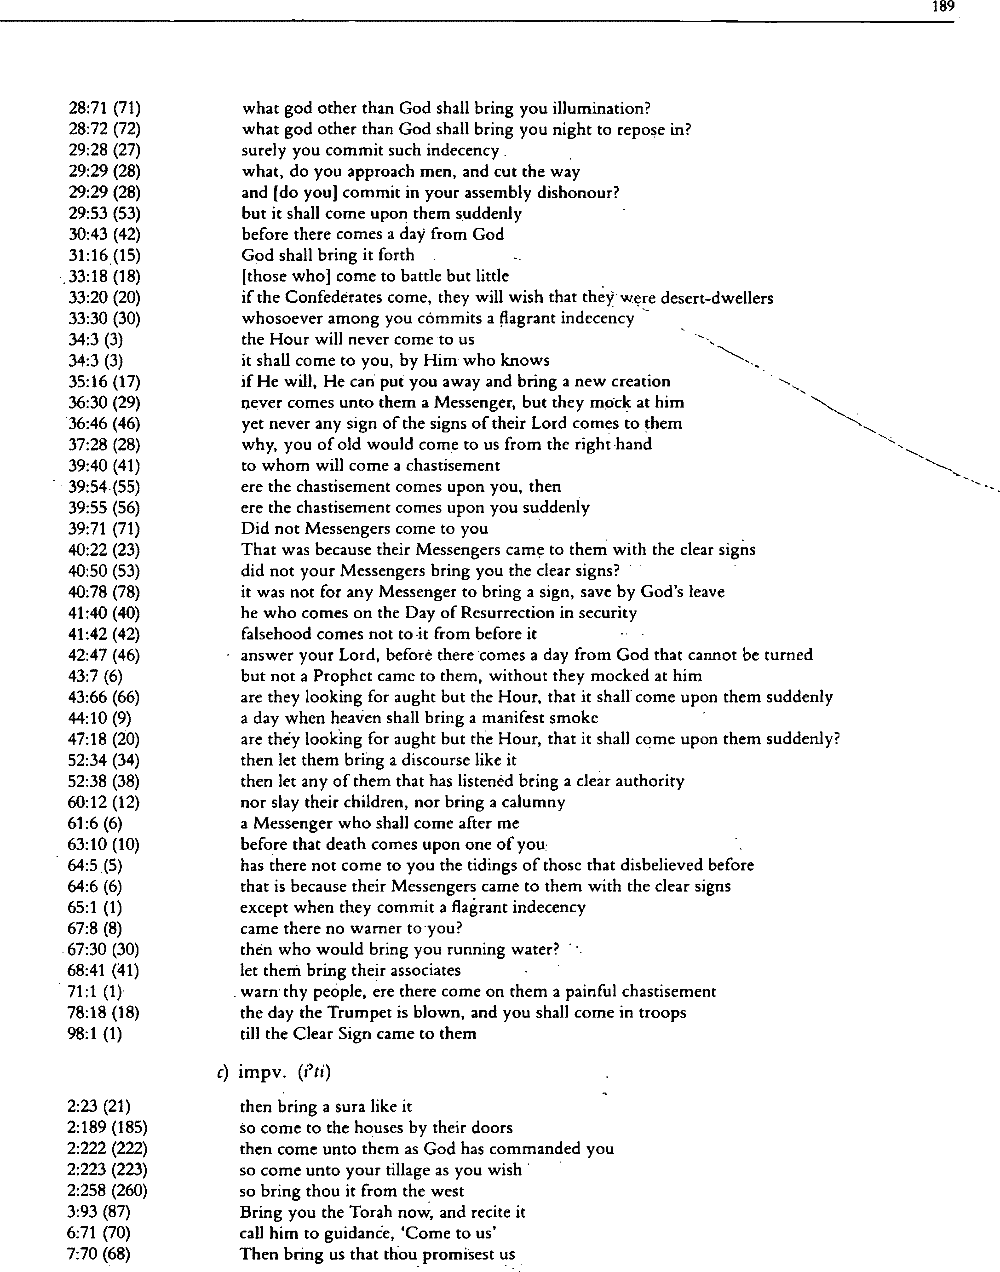 189
28:71 (71) what god other than God shall bring you illumination?
28:72 (72) what god other than God shall bring you night to repose in?
29:28 (27) surely you commit such indecency
29:29 (28) what, do you approach men, and cut the way
29:29 (28) and [do you] commit in your assembly dishonour?
29:53 (53) but it shall come upon them suddenly
30:43 (42) before there comes a day from God
31:16 (15) God shall bring it forth
33:18 (18) [those who] come to battle but little
33:20 (20) if the Confederates come, they will wish that they were desert-dwellers
33:30 (30) whosoever among you commits a flagrant indecency
34:3 (3) the Hour will never come to us
34:3 (3) it shall come to you, by Him who knows
35:16 (17) if He will, He can put you away and bring a new creation
36:30 (29) never comes unto them a Messenger, but they mock at him
36:46 (46) yet never any sign of the signs of their Lord comes to them
37:28 (28) why, you of old would come to us from the right hand
39:40 (41) to whom will come a chastisement
39:54 (55) ere the chastisement comes upon you, then
39:55 (56) ere the chastisement comes upon you suddenly
39:71 (71) Did not Messengers come to you
40:22 (23) That was because their Messengers came to them with the clear signs
40:50 (53) did not your Messengers bring you the clear signs?
40:78 (78) it was not for any Messenger to bring a sign, save by God's leave
41:40 (40) he who comes on the Day of Resurrection in security
41:42 (42) falsehood comes not to it from before it
42:47 (46) answer your Lord, before there comes a day from God that cannot be turned
43:7 (6) but not a Prophet came to them, without they mocked at him
43:66 (66) are they looking for aught but the Hour, that it shall come upon them suddenly
44:10 (9) a day when heaven shall bring a manifest smoke
47:18 (20) are they looking for aught but the Hour, that it shall come upon them suddenly?
52:34 (34) then let them bring a discourse like it
52:38 (38) then let any of them that has listened bring a clear authority
60:12 (12) nor slay their children, nor bring a calumny
61:6 (6) a Messenger who shall come after me
63:10 (10) before that death comes upon one of you
64:5 (5) has there not come to you the tidings of those that disbelieved before
64:6 (6) that is because their Messengers came to them with the clear signs
65:1 (1) except when they commit a flagrant indecency
67:8 (8) came there no warner to you?
67:30 (30) then who would bring you running water?
68:41 (41) let them bring their associates
71:1 (1) warn thy people, ere there come on them a painful chastisement
78:18 (18) the day the Trumpet is blown, and you shall come in troops
98:1 (1) till the Clear Sign came to them
c) impv. (iʾti)
2:23 (21) then bring a sura like it
2:189 (185) so come to the houses by their doors
2:222 (222) then come unto them as God has commanded you
2:223 (223) so come unto your tillage as you wish
2:258 (260) so bring thou it from the west
3:93 (87) Bring you the Torah now, and recite it
6:71 (70) call him to guidance, 'Come to us'
7:70 (68) Then bring us that thou promisest us